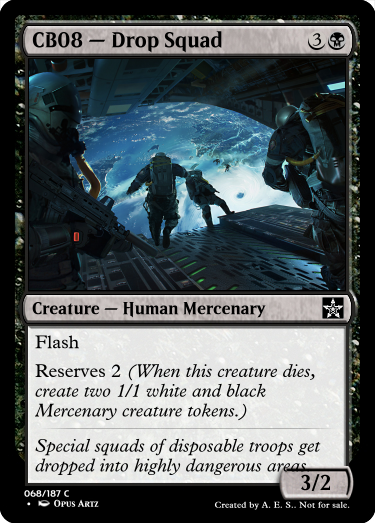 CB08 — Drop Squad 3
Creature — Human Mercenary
Flash
Reserves 2 (When this creature dies,
create two 1/1 white and black
Mercenary creature tokens.)
Special squads of disposable troops get
dropped into highly dangerous areas.
3/2
068/187 C
• Opus Artz
Created by A. E. S.. Not for sale.